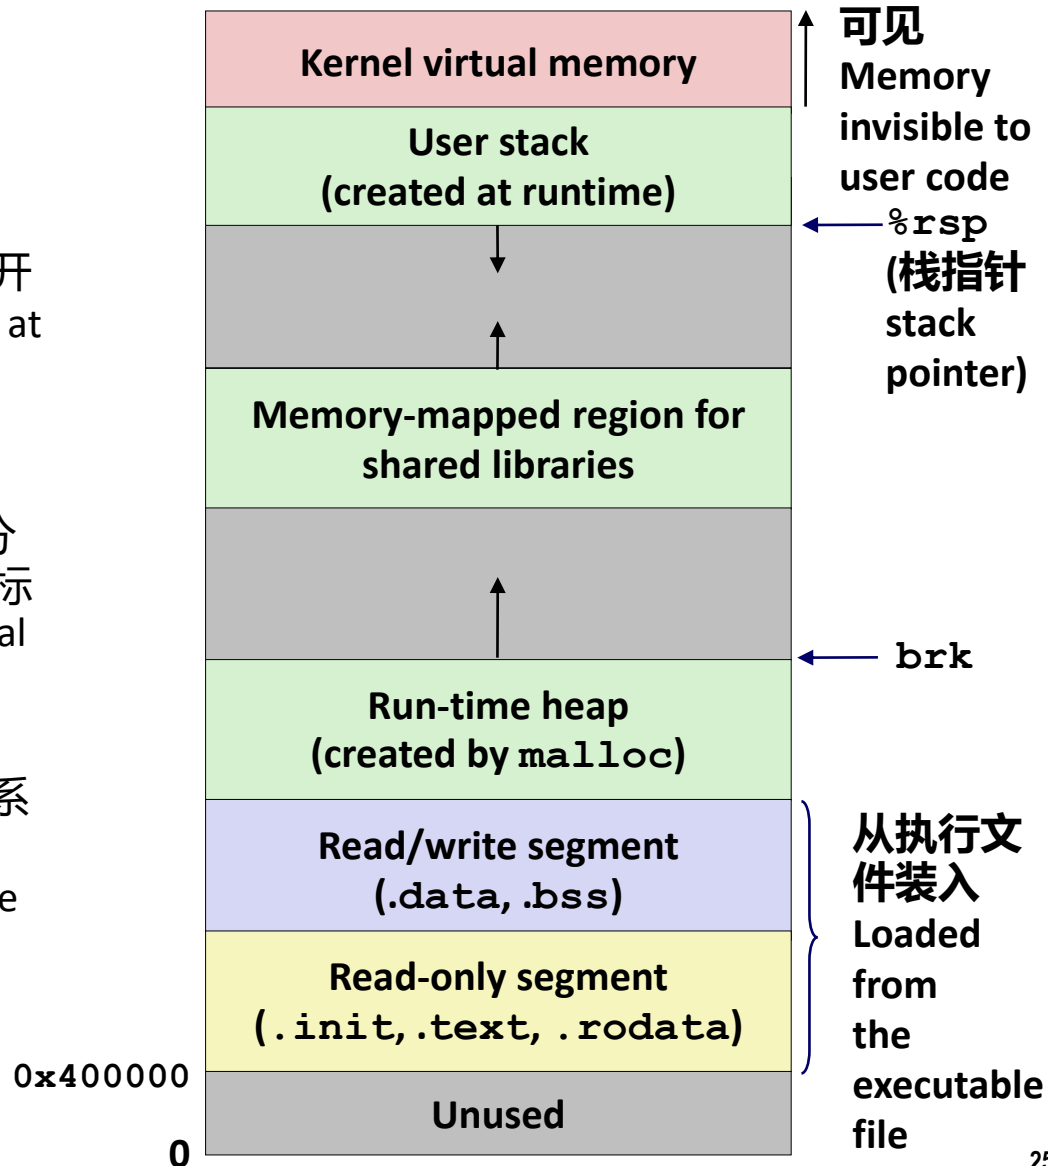 可见
Memory
invisible to
user code
Kernel virtual memory
User stack
(created at runtime)
%rsp
(栈指针
stack
pointer)
开
at
Memory-mapped region for
shared libraries
分
标
al
brk
Run-time heap
(created by malloc)
系
e
Read/write segment
(.data, .bss)
从执行文
件装入
Loaded
from
the
executable
file
Read-only segment
(.init, .text, .rodata)
0x400000
Unused
0
25